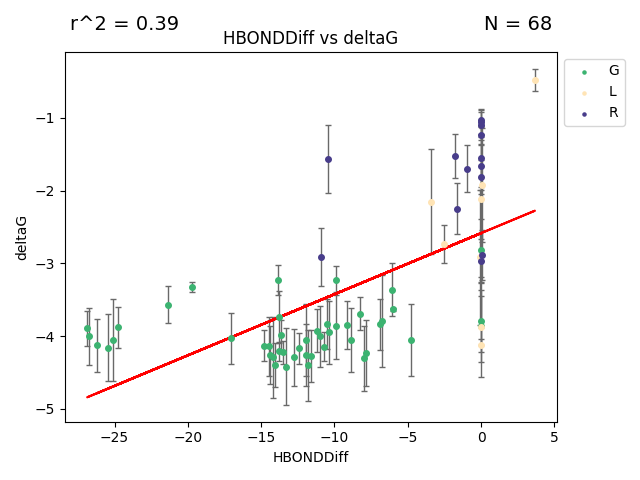 r^2 = 0.39
N = 68
HBONDDiff vs deltaG
G
L
R
−1
−2
−3
−4
−5
deltaG
−25
−20
−15
−10
−5
0
5
HBONDDiff